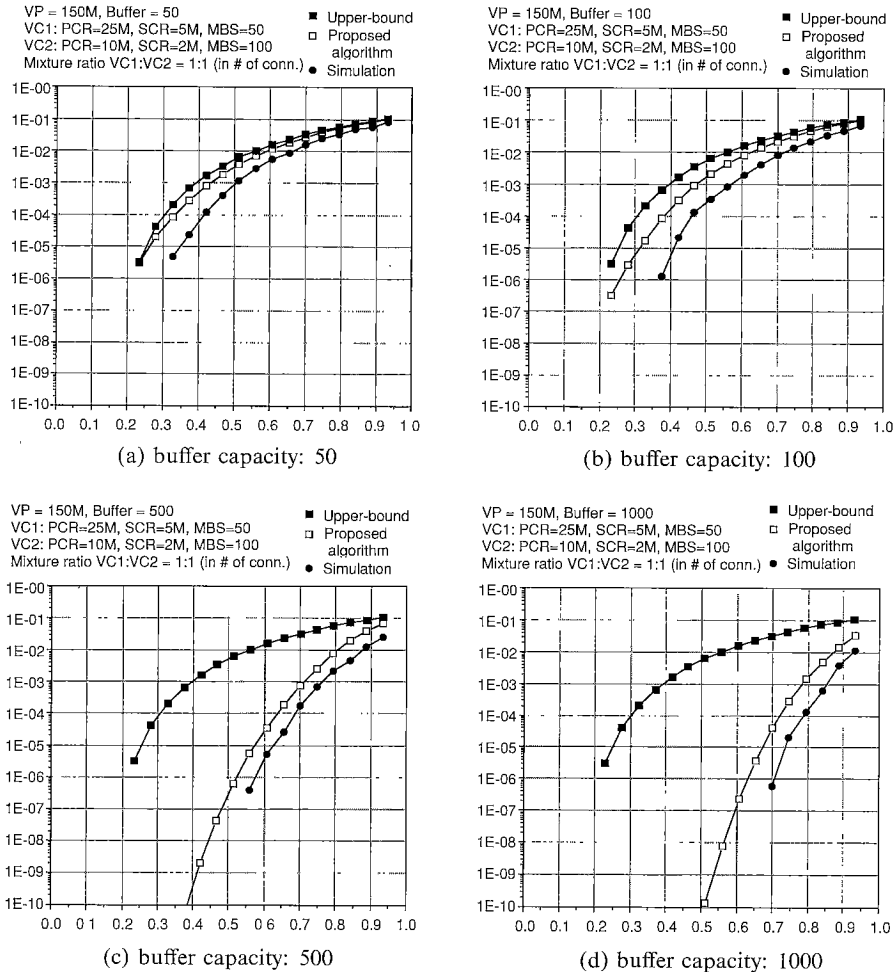 VP = 150M, Buffer = 50
VC1: PCR=25M, SCR=5M, MBS=50
VC2: PCR=10M, SCR=2M, MBS=100
Mixture ratio VC1:VC2 = 1:1 (in # of conn.)
Upper-bound
Proposed
algorithm
Simulation
1E-00
1E-01
1E-02
1E-03
1E-04
1E-05
1E-06
1E-07
1E-08
1E-09
1E-10
0.0 0.1 0.2 0.3 0.4 0.5 0.6 0.7 0.8 0.9 1.0
(a) buffer capacity: 50
VP = 150M, Buffer = 100
VC1: PCR=25M, SCR=5M, MBS=50
VC2: PCR=10M, SCR=2M, MBS=100
Mixture ratio VC1:VC2 = 1:1 (in # of conn.)
Upper-bound
Proposed
algorithm
Simulation
1E-00
1E-01
1E-02
1E-03
1E-04
1E-05
1E-06
1E-07
1E-08
1E-09
1E-10
0.0 0.1 0.2 0.3 0.4 0.5 0.6 0.7 0.8 0.9 1.0
(b) buffer capacity: 100
VP = 150M, Buffer = 500
VC1: PCR=25M, SCR=5M, MBS=50
VC2: PCR=10M, SCR=2M, MBS=100
Mixture ratio VC1:VC2 = 1:1 (in # of conn.)
Upper-bound
Proposed
algorithm
Simulation
1E-00
1E-01
1E-02
1E-03
1E-04
1E-05
1E-06
1E-07
1E-08
1E-09
1E-10
0.0 0.1 0.2 0.3 0.4 0.5 0.6 0.7 0.8 0.9 1.0
(c) buffer capacity: 500
VP = 150M, Buffer = 1000
VC1: PCR=25M, SCR=5M, MBS=50
VC2: PCR=10M, SCR=2M, MBS=100
Mixture ratio VC1:VC2 = 1:1 (in # of conn.)
Upper-bound
Proposed
algorithm
Simulation
1E-00
1E-01
1E-02
1E-03
1E-04
1E-05
1E-06
1E-07
1E-08
1E-09
1E-10
0.0 0.1 0.2 0.3 0.4 0.5 0.6 0.7 0.8 0.9 1.0
(d) buffer capacity: 1000